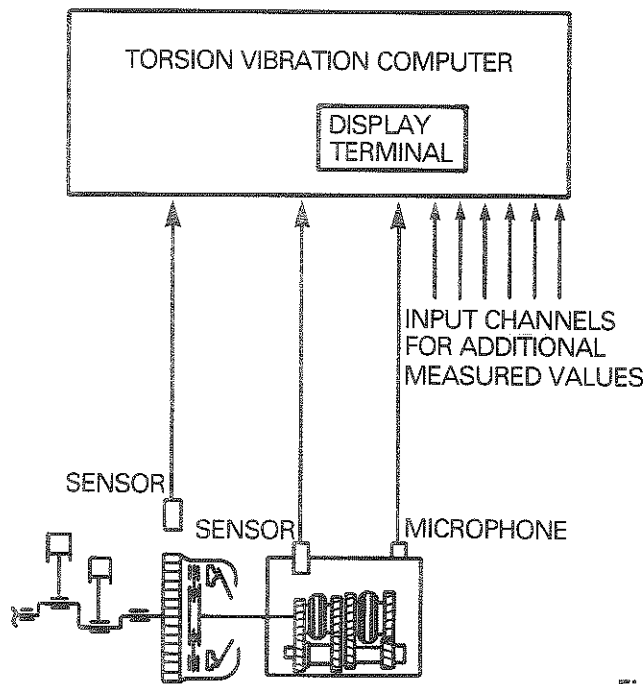 TORSION VIBRATION COMPUTER
DISPLAY
TERMINAL
INPUT CHANNELS
FOR ADDITIONAL
MEASURED VALUES
SENSOR
SENSOR
MICROPHONE